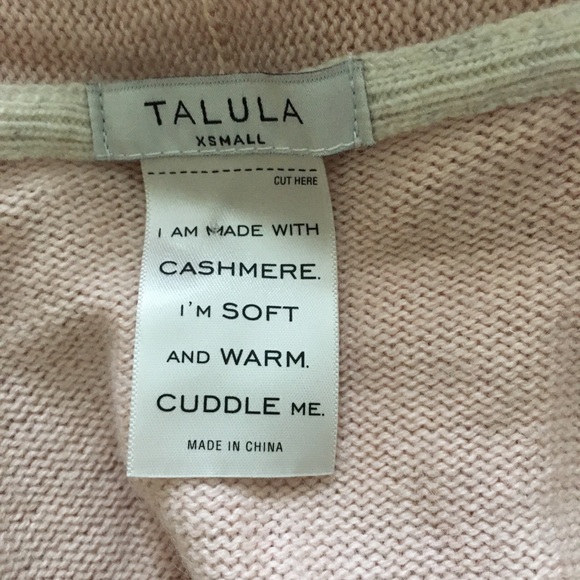 TALULA
XSMALL
CUT HERE
I AM MADE WITH
CASHMERE.
I'M SOFT
AND WARM.
CUDDLE ME.
MADE IN CHINA